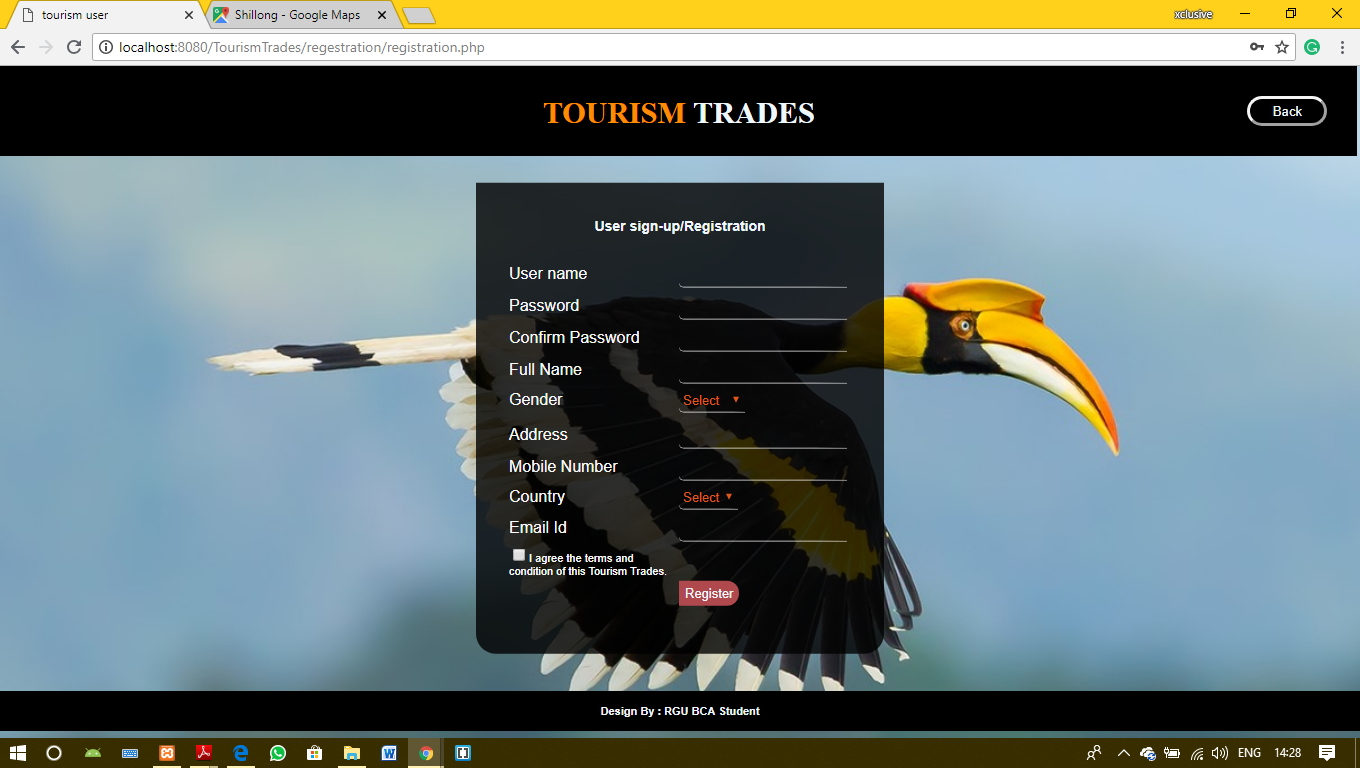 tourism user
Shillong - Google Maps
xclusive
localhost:8080/TourismTrades/regestration/registration.php
TOURISM TRADES
Back
User sign-up/Registration
User name
Password
Confirm Password
Full Name
Gender Select
Address
Mobile Number
Country Select
Email Id
I agree the terms and
condition of this Tourism Trades.
Register
Design By : RGU BCA Student
ENG 14:28